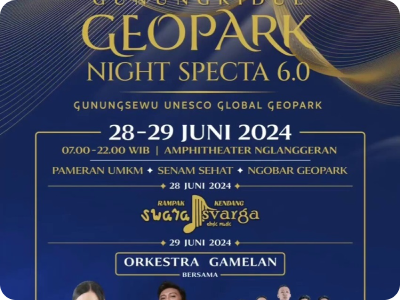 GUNUNGKIDUL
GEOPARK
NIGHT SPECTA 6.0
GUNUNGSEWU UNESCO GLOBAL GEOPARK
28-29 JUNI 2024
07.00-22.00 WIB | AMPHITHEATER NGLANGGERAN
PAMERAN UMKM ✦ SENAM SEHAT ✦ NGOBAR GEOPARK
✦ 28 JUNI 2024 ✦
RAMPAK KENDANG
swara svarga
✦ 29 JUNI 2024 ✦
ORKESTRA GAMELAN
BERSAMA